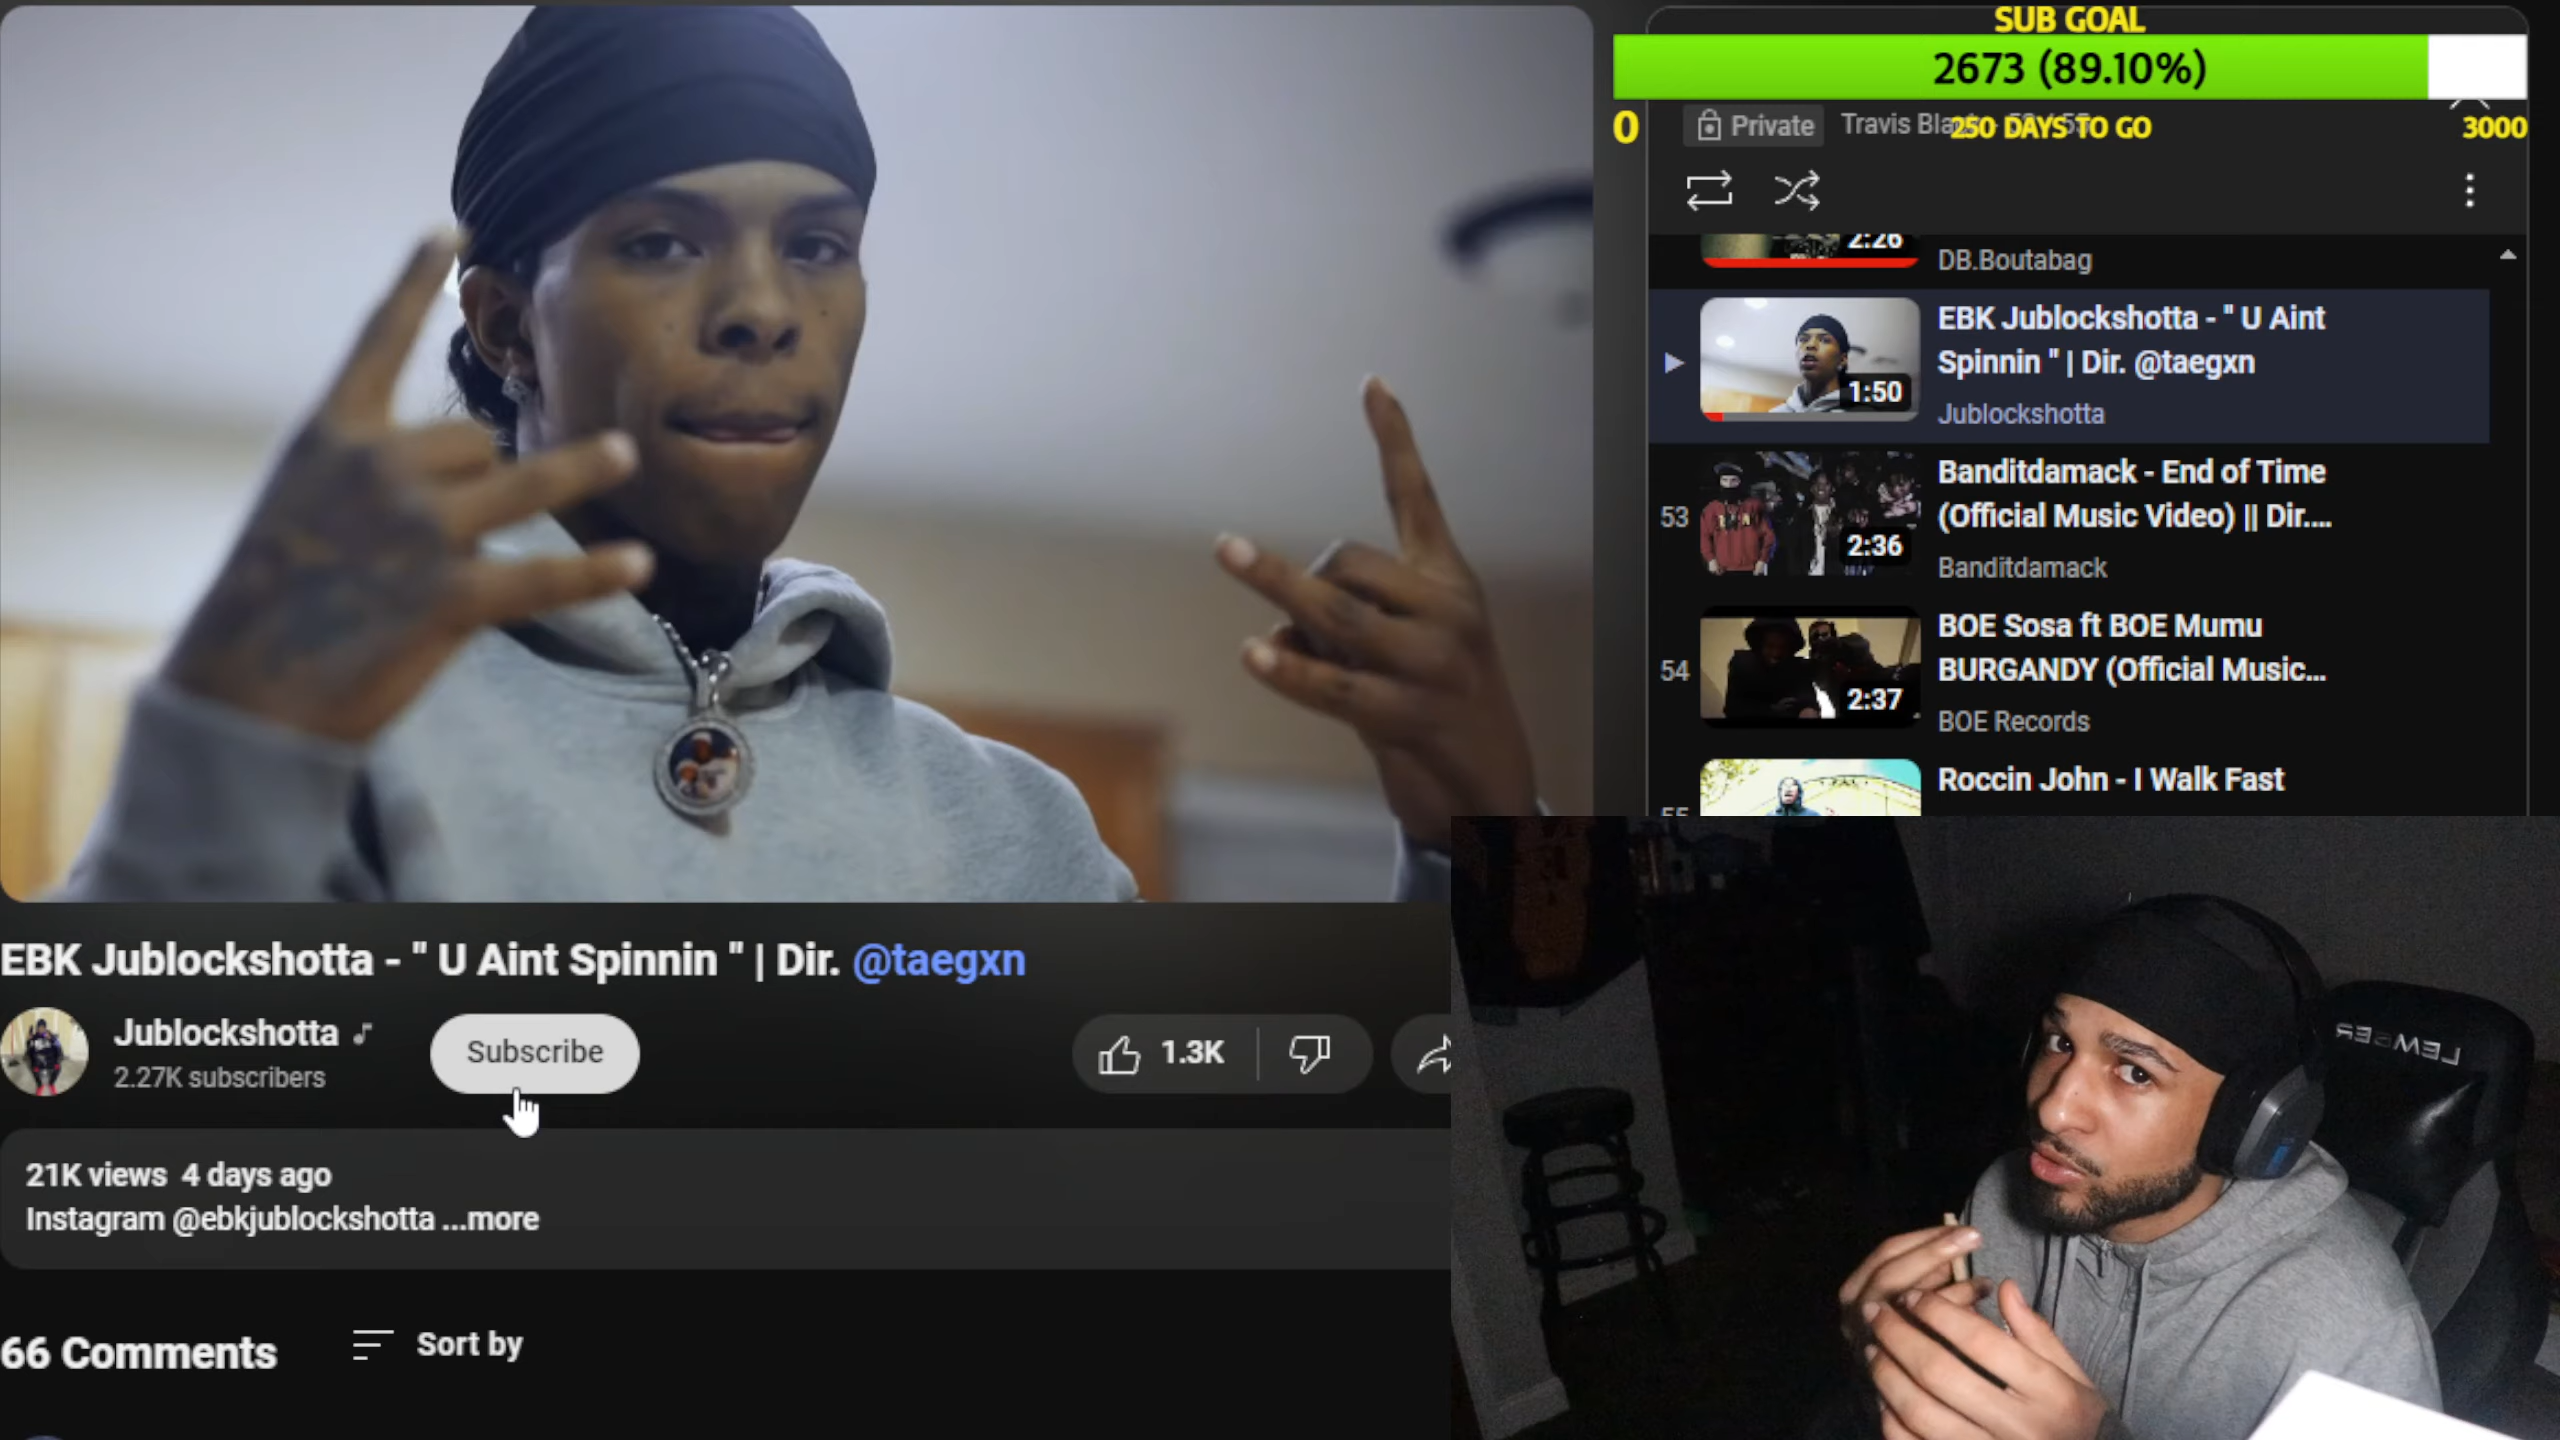 SUB GOAL
2673 (89.10%)
0
250 DAYS TO GO
3000
Private
2:26
DB.Boutabag
EBK Jublockshotta - " U Aint
Spinnin " | Dir. @taegxn
1:50
Jublockshotta
53
Banditdamack - End of Time
(Official Music Video) || Dir....
2:36
Banditdamack
54
BOE Sosa ft BOE Mumu
BURGANDY (Official Music...
2:37
BOE Records
55
Roccin John - I Walk Fast
EBK Jublockshotta - " U Aint Spinnin " | Dir. @taegxn
Jublockshotta
2.27K subscribers
Subscribe
1.3K
21K views 4 days ago
Instagram @ebkjublockshotta ...more
66 Comments
Sort by